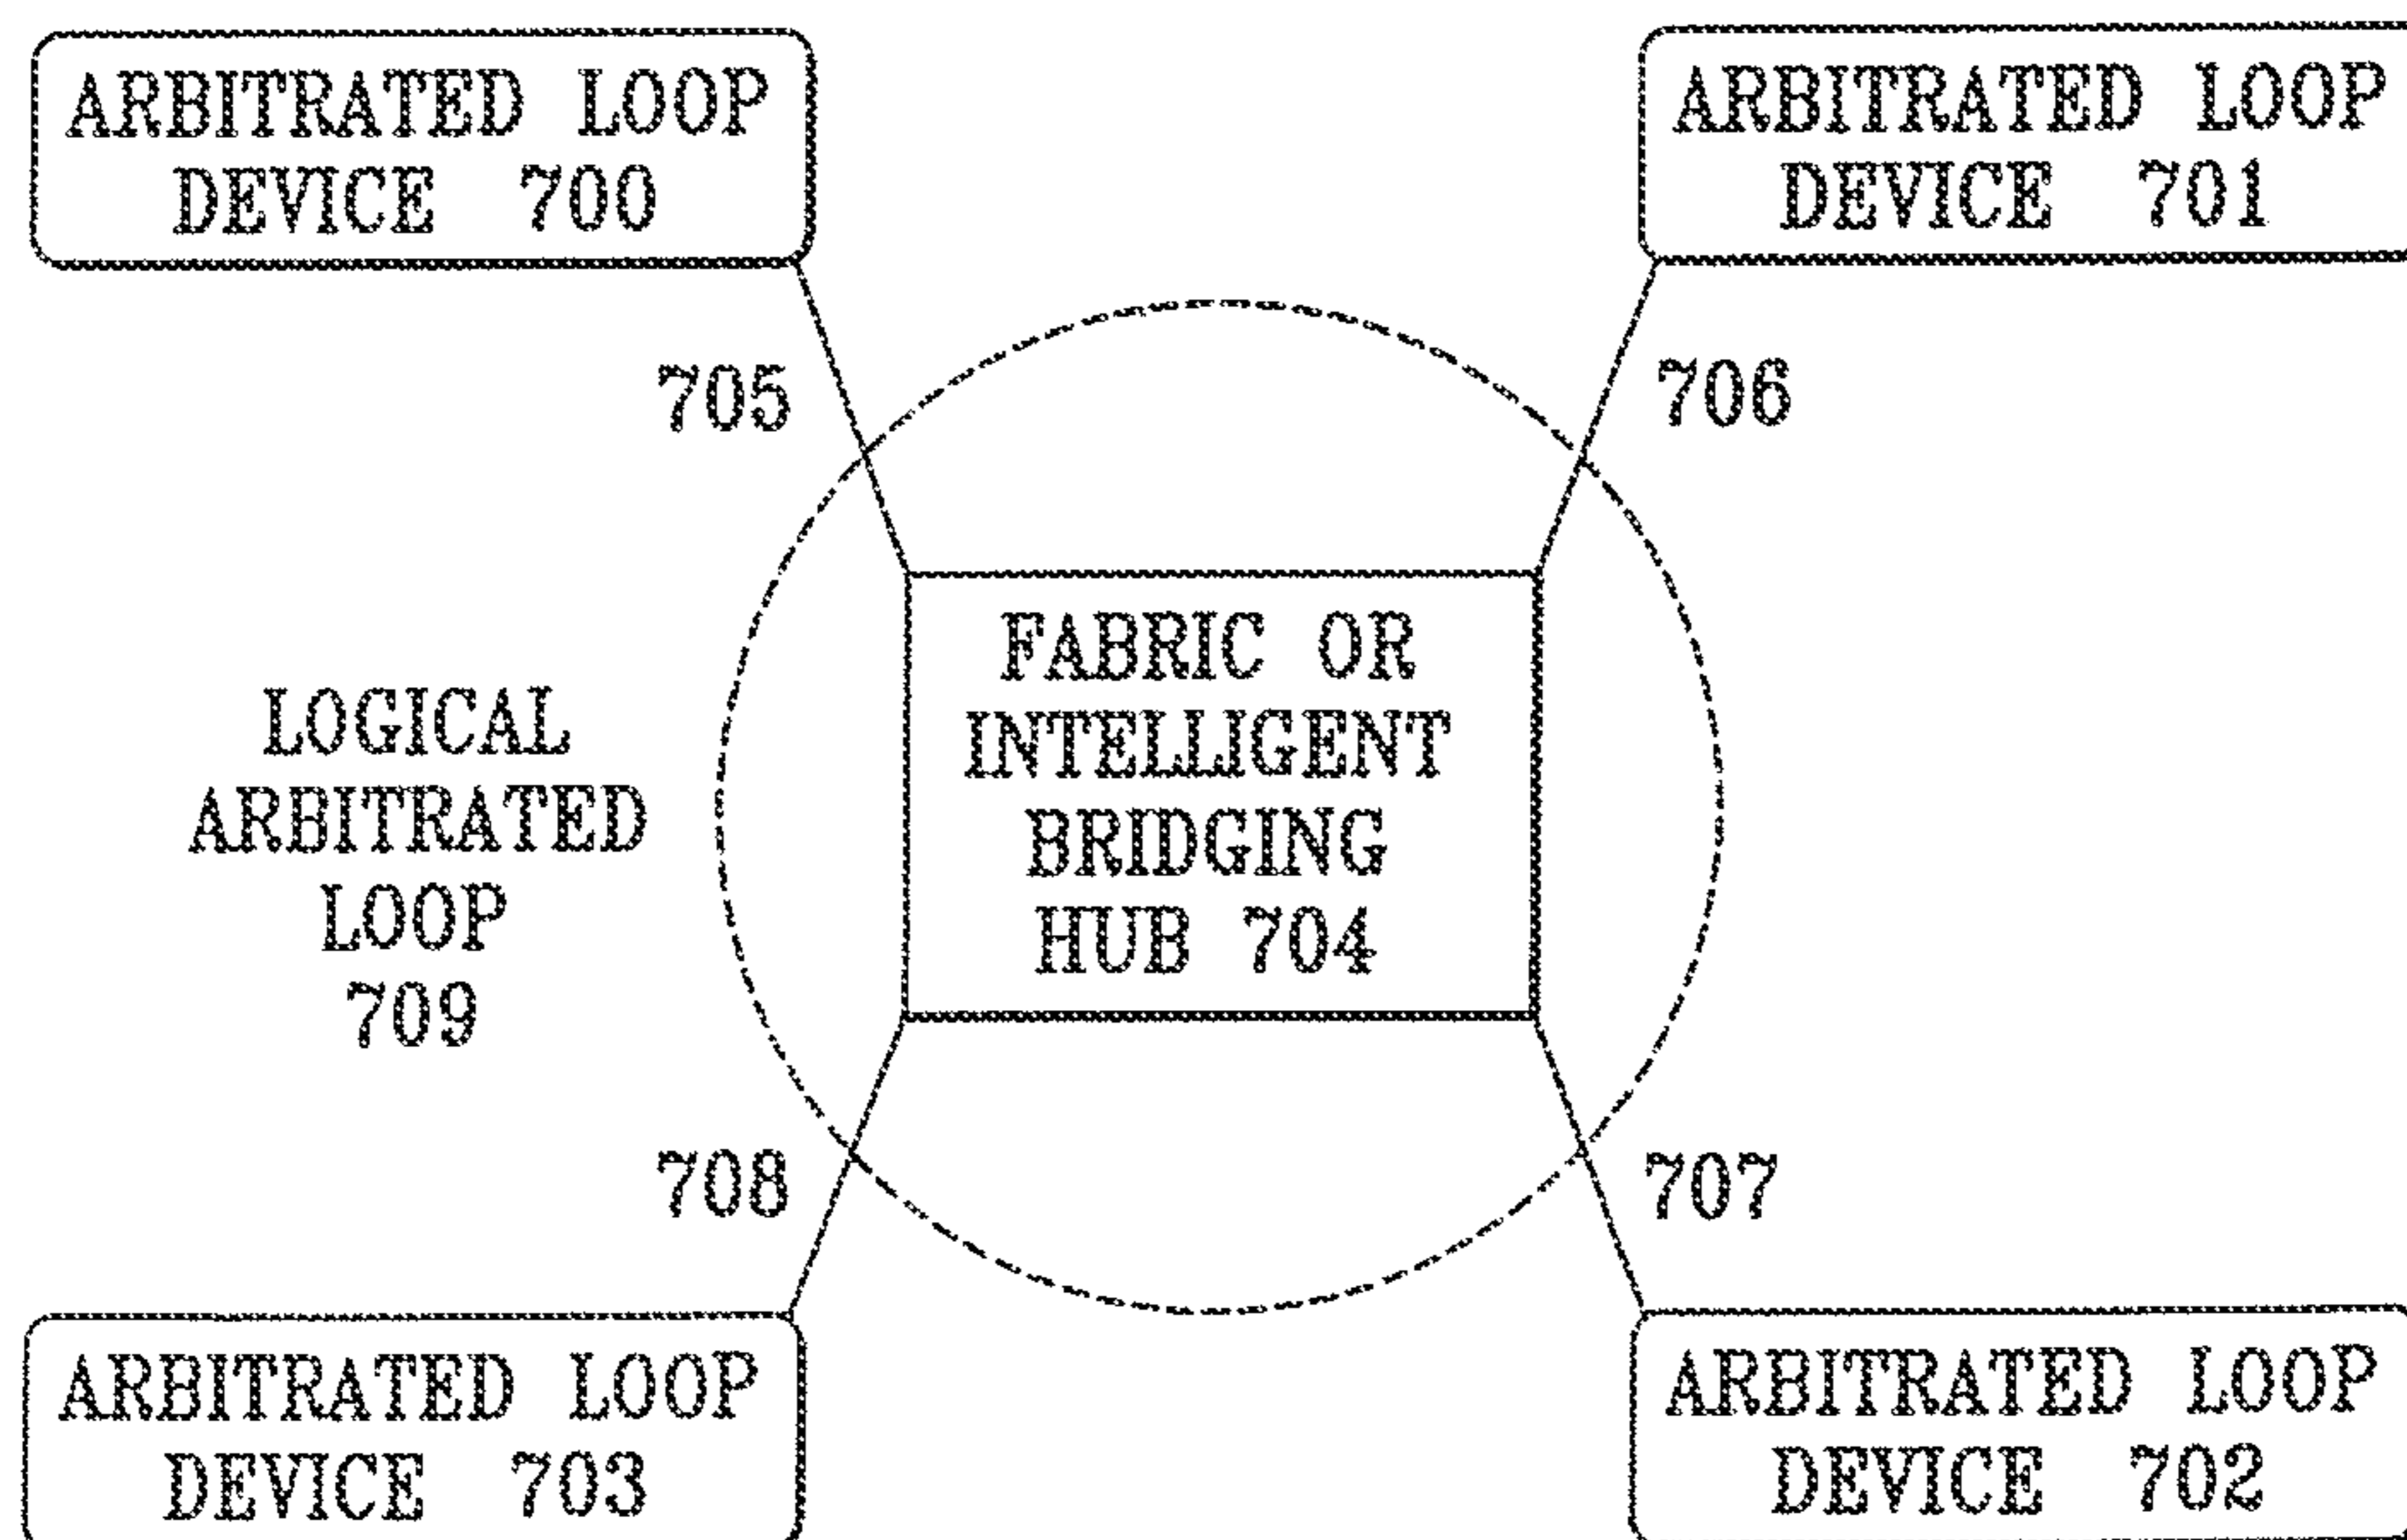 ARBITRATED LOOP
DEVICE 700
ARBITRATED LOOP
DEVICE 701
705
706
FABRIC OR
INTELLIGENT
BRIDGING
HUB 704
LOGICAL
ARBITRATED
LOOP
709
708
707
ARBITRATED LOOP
DEVICE 703
ARBITRATED LOOP
DEVICE 702